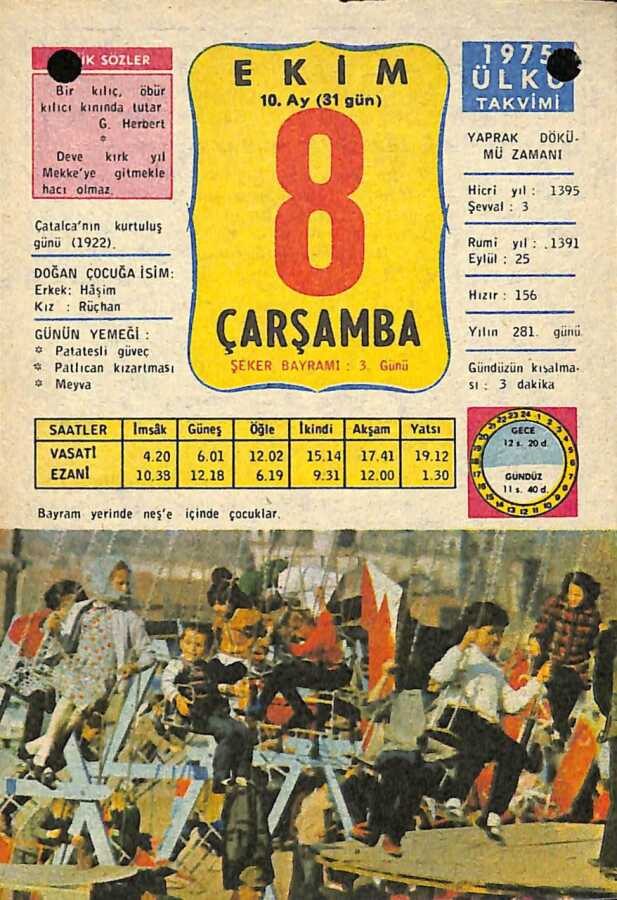 İK SÖZLER
Bir kılıç, öbür
kılıcı kınında tutar
G. Herbert
Deve kırk yıl
Mekke'ye gitmekle
hacı olmaz.
Çatalca'nın kurtuluş
günü (1922).
DOĞAN ÇOCUĞA İSİM:
Erkek: Hâşim
Kız : Rüçhan
GÜNÜN YEMEĞİ :
Patatesli güveç
Patlıcan kızartması
Meyva
EKİM
10. Ay (31 gün)
8
ÇARŞAMBA
ŞEKER BAYRAMI : 3. Günü
1975
ÜLKÜ
TAKVİMİ
YAPRAK DÖKÜ-
MÜ ZAMANI
Hicrî yıl : 1395
Şevval : 3
Rumî yıl : 1391
Eylül : 25
Hızır : 156
Yılın 281. günü
Gündüzün kısalma-
sı : 3 dakika
SAATLER İmsâk Güneş Öğle İkindi Akşam Yatsı
VASATÎ 4.20 6.01 12.02 15.14 17.41 19.12
EZANÎ 10.38 12.18 6.19 9.31 12.00 1.30
GECE
12 s. 20 d.
GÜNDÜZ
11 s. 40 d.
Bayram yerinde neş'e içinde çocuklar.